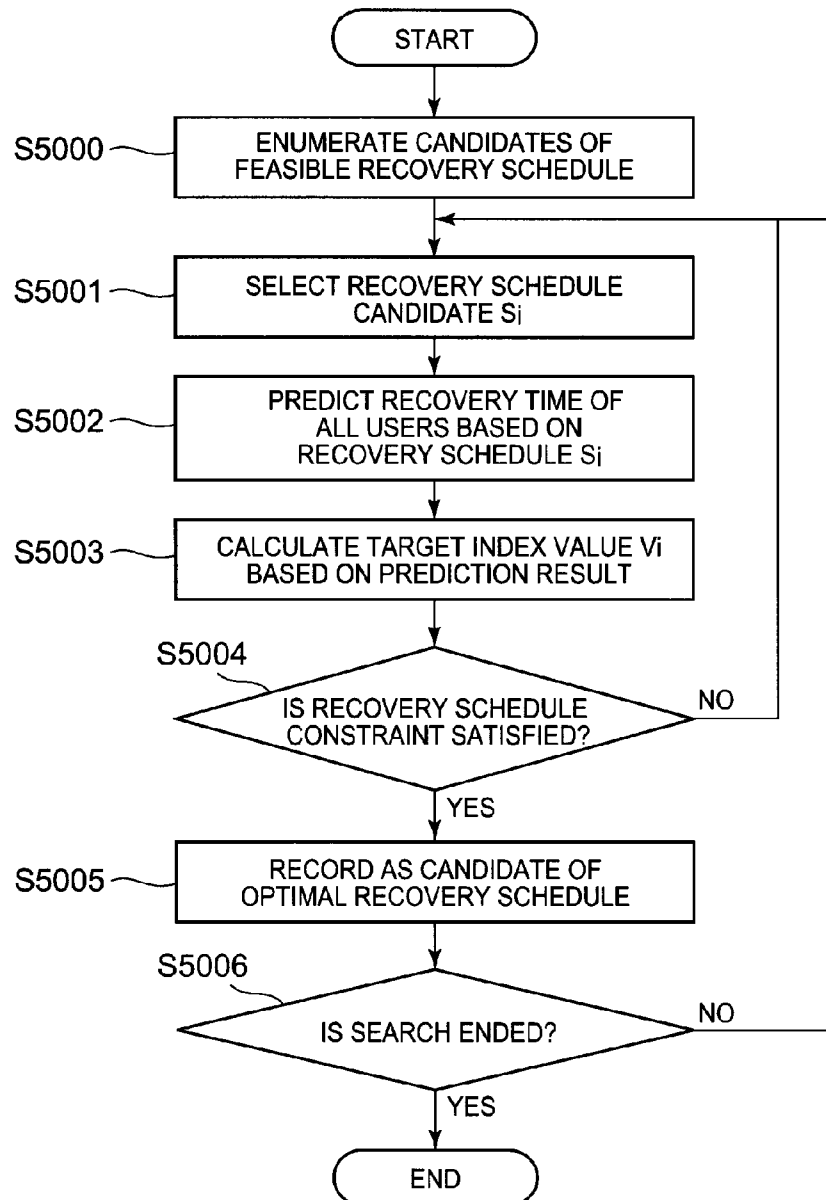 START
S5000
ENUMERATE CANDIDATES OF
FEASIBLE RECOVERY SCHEDULE
S5001
SELECT RECOVERY SCHEDULE
CANDIDATE Si
S5002
PREDICT RECOVERY TIME OF
ALL USERS BASED ON
RECOVERY SCHEDULE Si
S5003
CALCULATE TARGET INDEX VALUE Vi
BASED ON PREDICTION RESULT
S5004
IS RECOVERY SCHEDULE
CONSTRAINT SATISFIED?
NO
YES
S5005
RECORD AS CANDIDATE OF
OPTIMAL RECOVERY SCHEDULE
S5006
IS SEARCH ENDED?
NO
YES
END